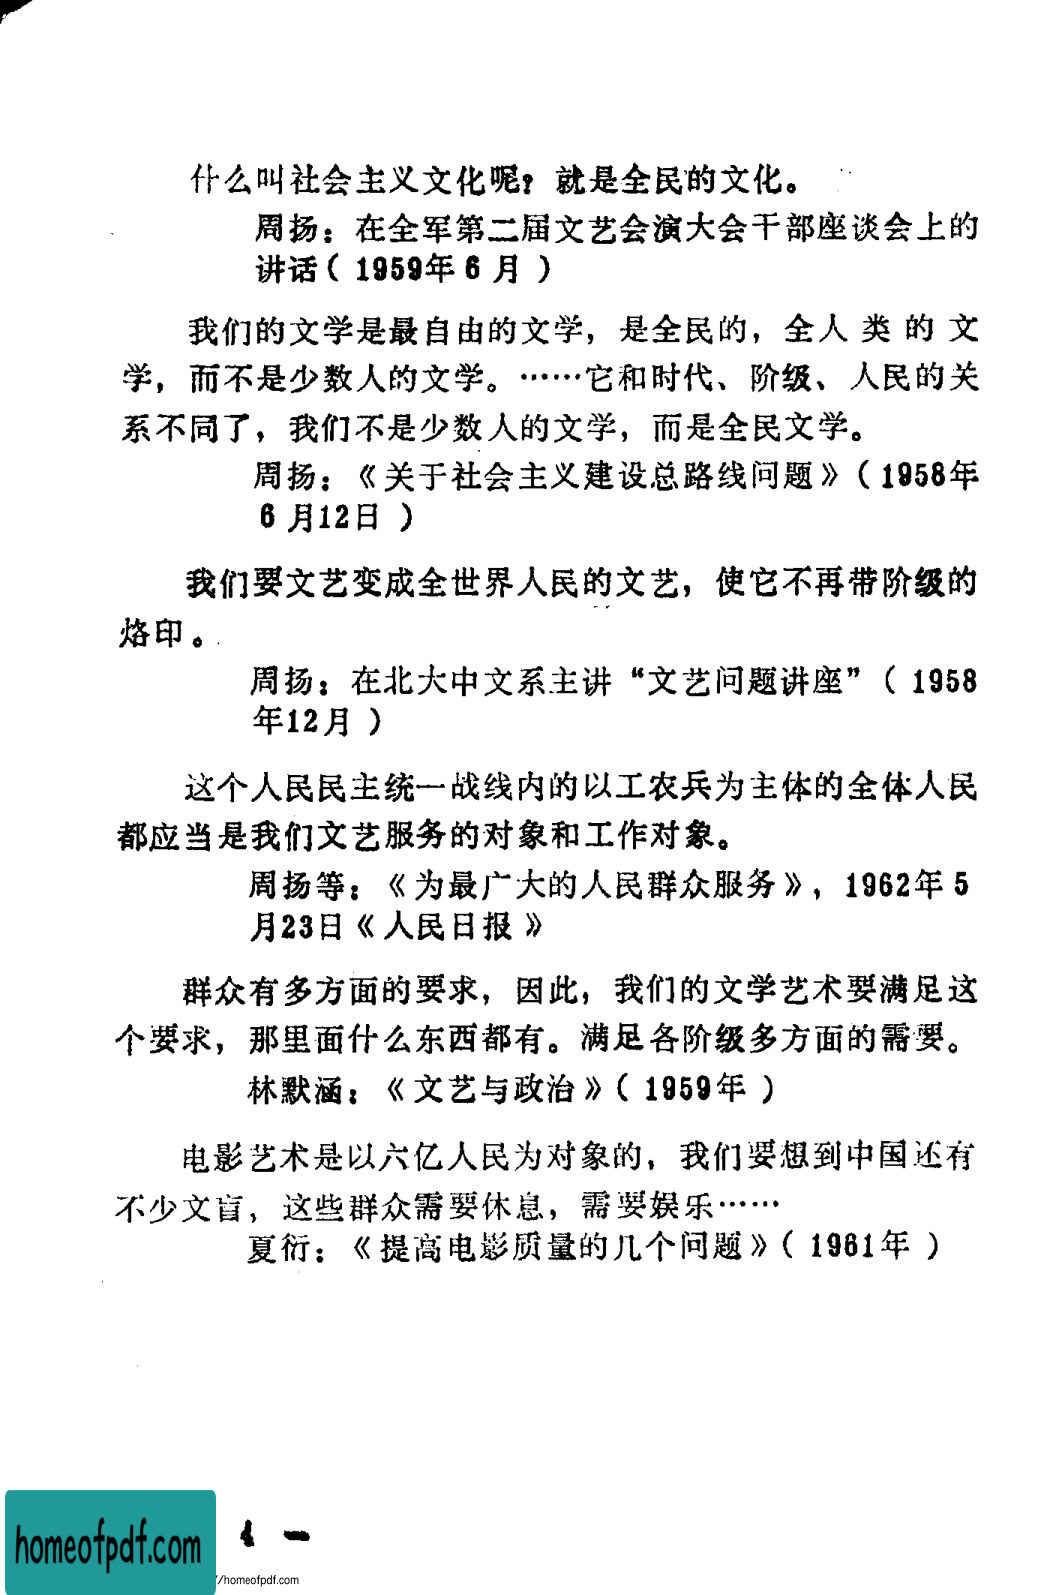 什么叫社会主义文化呢？就是全民的文化。
周扬：在全军第二届文艺会演大会干部座谈会上的
讲话（1959年6月）
我们的文学是最自由的文学，是全民的，全人类的文
学，而不是少数人的文学。……它和时代、阶级、人民的关
系不同了，我们不是少数人的文学，而是全民文学。
周扬：《关于社会主义建设总路线问题》（1958年
6月12日）
我们要文艺变成全世界人民的文艺，使它不再带阶级的
烙印。
周扬：在北大中文系主讲“文艺问题讲座”（1958
年12月）
这个人民民主统一战线内的以工农兵为主体的全体人民
都应当是我们文艺服务的对象和工作对象。
周扬等：《为最广大的人民群众服务》，1962年5
月23日《人民日报》
群众有多方面的要求，因此，我们的文学艺术要满足这
个要求，那里面什么东西都有。满足各阶级多方面的需要。
林默涵：《文艺与政治》（1959年）
电影艺术是以六亿人民为对象的，我们要想到中国还有
不少文盲，这些群众需要休息，需要娱乐……
夏衍：《提高电影质量的几个问题》（1961年）
homeofpdf.com
4 —
//homeofpdf.com